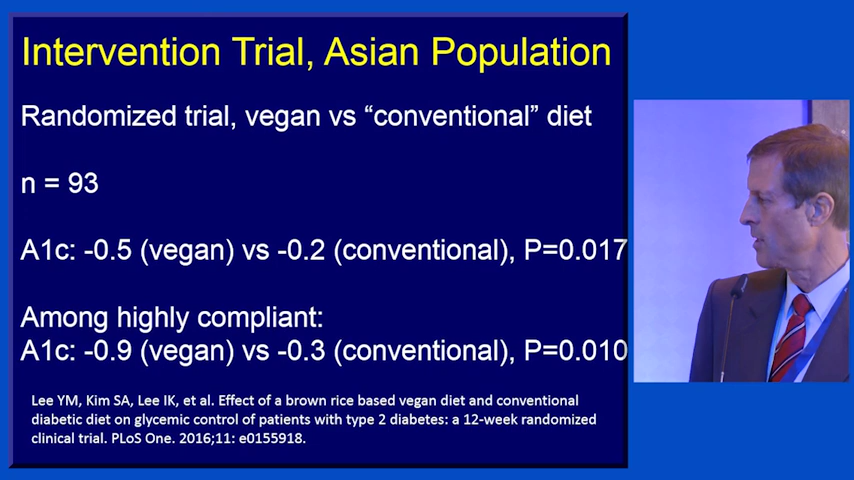 Intervention Trial, Asian Population
Randomized trial, vegan vs “conventional” diet
n = 93
A1c: -0.5 (vegan) vs -0.2 (conventional), P=0.017
Among highly compliant:
A1c: -0.9 (vegan) vs -0.3 (conventional), P=0.010
Lee YM, Kim SA, Lee IK, et al. Effect of a brown rice based vegan diet and conventional
diabetic diet on glycemic control of patients with type 2 diabetes: a 12-week randomized
clinical trial. PLoS One. 2016;11: e0155918.